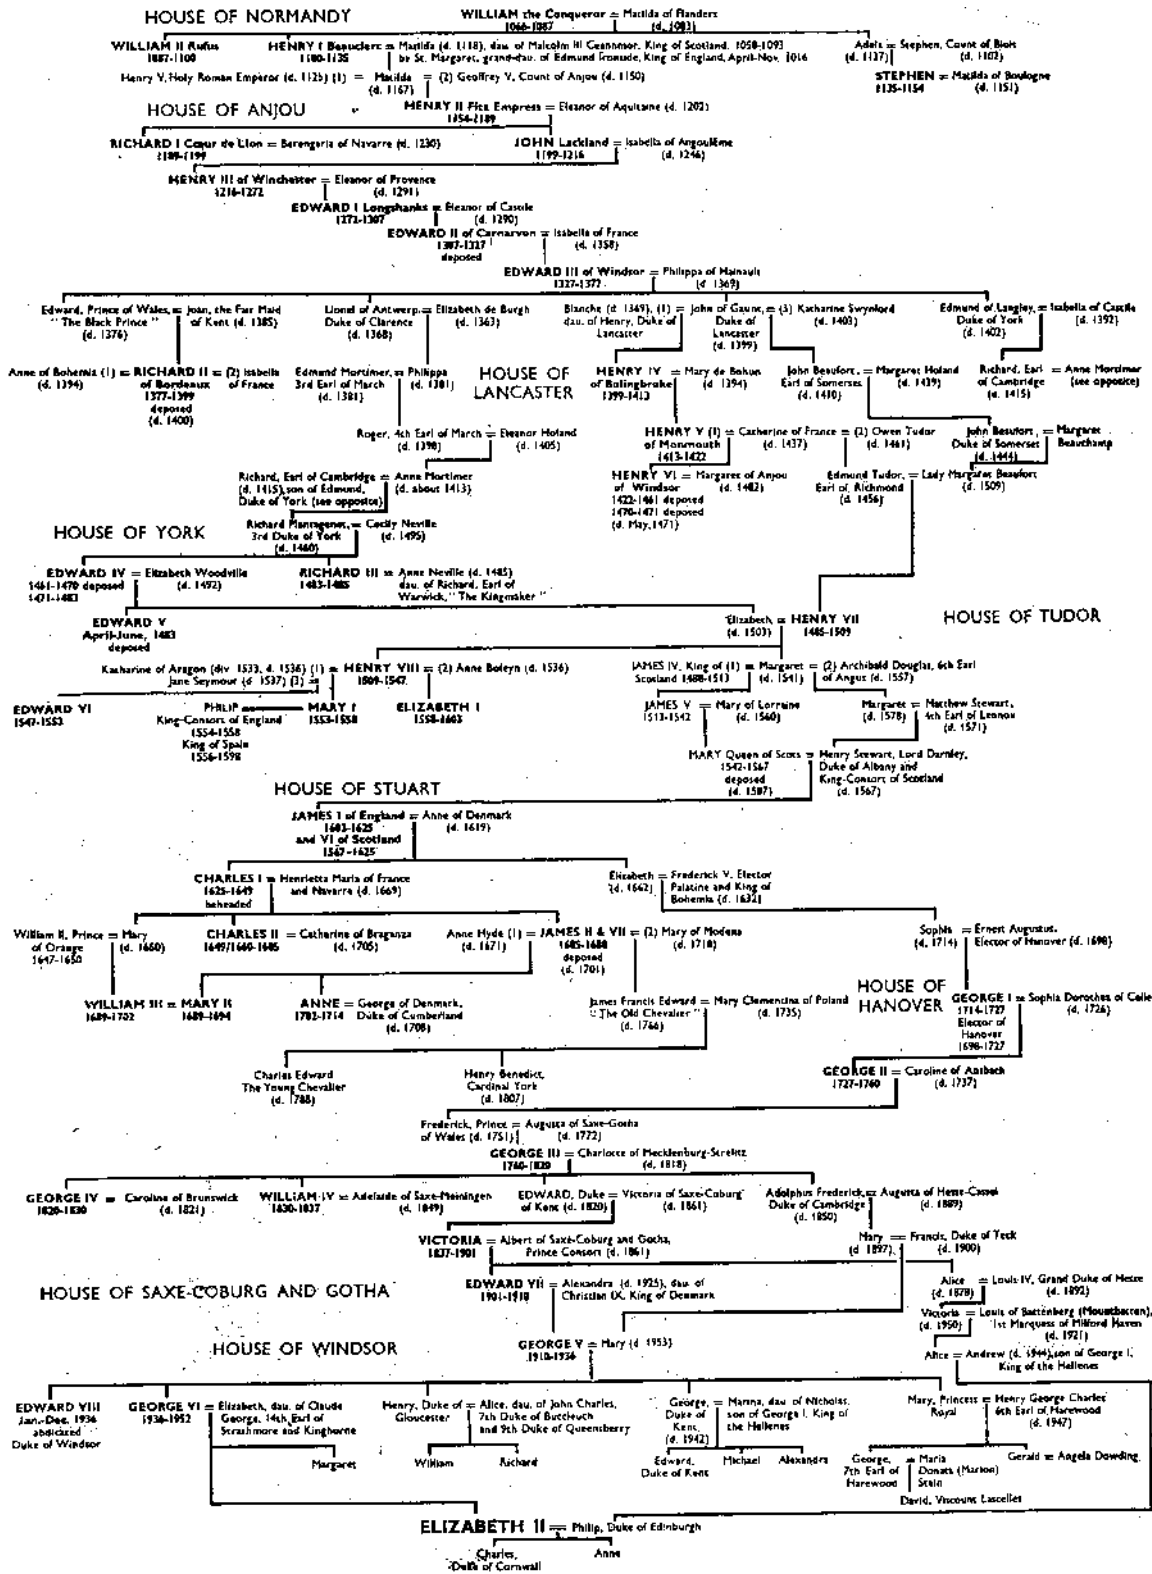 HOUSE OF NORMANDY
WILLIAM the Conqueror = Matilda of Flanders
1066-1087 (d. 1083)
WILLIAM II Rufus
1087-1100
HENRY I Beauclerc = Matilda (d. 1118), dau. of Malcolm III Ceannmor, King of Scotland, 1058-1093
1100-1135 by St. Margaret, grand-dau. of Edmund Ironside, King of England, April-Nov. 1016
Adela = Stephen, Count of Blois
(d. 1137) (d. 1102)
Henry V, Holy Roman Emperor (d. 1125) (1) = Matilda = (2) Geoffrey V, Count of Anjou (d. 1150)
(d. 1167)
STEPHEN = Matilda of Boulogne
1135-1154 (d. 1151)
HOUSE OF ANJOU
HENRY II Fitz Empress = Eleanor of Aquitaine (d. 1202)
1154-1189
RICHARD I Cœur de Lion = Berengaria of Navarre (d. 1230)
1189-1199
JOHN Lackland = Isabella of Angoulême
1199-1216 (d. 1246)
HENRY III of Winchester = Eleanor of Provence
1216-1272 (d. 1291)
EDWARD I Longshanks = Eleanor of Castile
1272-1307 (d. 1290)
EDWARD II of Carnarvon = Isabella of France
1307-1327 (d. 1358)
deposed
EDWARD III of Windsor = Philippa of Hainault
1327-1377 (d. 1369)
Edward, Prince of Wales, = Joan, the Fair Maid
"The Black Prince" of Kent (d. 1385)
(d. 1376)
Lionel of Antwerp, = Elizabeth de Burgh
Duke of Clarence (d. 1363)
(d. 1368)
Blanche (d. 1369), (1) = John of Gaunt, = (3) Katharine Swynford
dau. of Henry, Duke of Duke of (d. 1403)
Lancaster Lancaster
(d. 1399)
Edmund of Langley, = Isabella of Castile
Duke of York (d. 1392)
(d. 1402)
Anne of Bohemia (1) = RICHARD II = (2) Isabella
(d. 1394) of Bordeaux of France
1377-1399
deposed
(d. 1400)
Edmund Mortimer, = Philippa
3rd Earl of March (d. 1381)
(d. 1381)
HOUSE OF
LANCASTER
HENRY IV = Mary de Bohun
of Bolingbroke (d. 1394)
1399-1413
John Beaufort, = Margaret Holand
Earl of Somerset (d. 1439)
(d. 1410)
Richard, Earl = Anne Mortimer
of Cambridge (see opposite)
(d. 1415)
Roger, 4th Earl of March = Eleanor Holand
(d. 1398) (d. 1405)
HENRY V (1) = Catherine of France = (2) Owen Tudor
of Monmouth (d. 1437) (d. 1461)
1413-1422
John Beaufort, = Margaret
Duke of Somerset Beauchamp
(d. 1444)
Richard, Earl of Cambridge = Anne Mortimer
(d. 1415), son of Edmund, (d. about 1413)
Duke of York (see opposite)
HENRY VI = Margaret of Anjou
of Windsor (d. 1482)
1422-1461 deposed
1470-1471 deposed
(d. May, 1471)
Edmund Tudor, = Lady Margaret Beaufort
Earl of Richmond (d. 1509)
(d. 1456)
HOUSE OF YORK
Richard Plantagenet, = Cecily Neville
3rd Duke of York (d. 1495)
(d. 1460)
EDWARD IV = Elizabeth Woodville
1461-1470 deposed (d. 1492)
1471-1483
RICHARD III = Anne Neville (d. 1485)
1483-1485 dau. of Richard, Earl of
Warwick, "The Kingmaker"
EDWARD V
April-June, 1483
deposed
Elizabeth = HENRY VII
(d. 1503) 1485-1509
HOUSE OF TUDOR
Katharine of Aragon (div. 1533, d. 1536) (1) = HENRY VIII = (2) Anne Boleyn (d. 1536)
Jane Seymour (d. 1537) (3) = 1509-1547
JAMES IV, King of (1) = Margaret = (2) Archibald Douglas, 6th Earl
Scotland 1488-1513 (d. 1541) of Angus (d. 1557)
EDWARD VI
1547-1553
PHILIP = MARY I
King-Consort of England 1553-1558
1554-1558
King of Spain
1556-1598
ELIZABETH I
1558-1603
JAMES V = Mary of Lorraine
1513-1542 (d. 1560)
Margaret = Matthew Stewart,
(d. 1578) 4th Earl of Lennox
(d. 1571)
MARY Queen of Scots = Henry Stewart, Lord Darnley,
1542-1567 Duke of Albany and
deposed King-Consort of Scotland
(d. 1587) (d. 1567)
HOUSE OF STUART
JAMES I of England = Anne of Denmark
1603-1625 (d. 1619)
and VI of Scotland
1567-1625
CHARLES I = Henrietta Maria of France
1625-1649 and Navarre (d. 1669)
beheaded
Elizabeth = Frederick V, Elector
(d. 1662) Palatine and King of
Bohemia (d. 1632)
William II, Prince = Mary
of Orange (d. 1660)
1647-1650
CHARLES II = Catherine of Braganza
1649/1660-1685 (d. 1705)
Anne Hyde (1) = JAMES II & VII = (2) Mary of Modena
(d. 1671) 1685-1688 (d. 1718)
deposed
(d. 1701)
Sophia = Ernest Augustus,
(d. 1714) Elector of Hanover (d. 1698)
WILLIAM III = MARY II
1689-1702 1689-1694
ANNE = George of Denmark,
1702-1714 Duke of Cumberland
(d. 1708)
James Francis Edward = Mary Clementina of Poland
"The Old Chevalier" (d. 1735)
(d. 1766)
HOUSE OF
HANOVER
GEORGE I = Sophia Dorothea of Celle
1714-1727 (d. 1726)
Elector of
Hanover
1698-1727
Charles Edward
The Young Chevalier
(d. 1788)
Henry Benedict,
Cardinal York
(d. 1807)
GEORGE II = Caroline of Ansbach
1727-1760 (d. 1737)
Frederick, Prince = Augusta of Saxe-Gotha
of Wales (d. 1751) (d. 1772)
GEORGE III = Charlotte of Mecklenburg-Strelitz
1760-1820 (d. 1818)
GEORGE IV = Caroline of Brunswick
1820-1830 (d. 1821)
WILLIAM IV = Adelaide of Saxe-Meiningen
1830-1837 (d. 1849)
EDWARD, Duke = Victoria of Saxe-Coburg
of Kent (d. 1820) (d. 1861)
Adolphus Frederick, = Augusta of Hesse-Cassel
Duke of Cambridge (d. 1889)
(d. 1850)
VICTORIA = Albert of Saxe-Coburg and Gotha,
1837-1901 Prince Consort (d. 1861)
Mary = Francis, Duke of Teck
(d. 1897) (d. 1900)
HOUSE OF SAXE-COBURG AND GOTHA
EDWARD VII = Alexandra (d. 1925), dau. of
1901-1910 Christian IX, King of Denmark
Alice = Louis IV, Grand Duke of Hesse
(d. 1878) (d. 1892)
Victoria = Louis of Battenberg (Mountbatten),
(d. 1950) 1st Marquess of Milford Haven
(d. 1921)
HOUSE OF WINDSOR
GEORGE V = Mary (d. 1953)
1910-1936
Alice = Andrew (d. 1944), son of George I,
King of the Hellenes
EDWARD VIII
Jan.-Dec. 1936
abdicated
Duke of Windsor
GEORGE VI = Elizabeth, dau. of Claude
1936-1952 George, 14th Earl of
Strathmore and Kinghorne
Henry, Duke of = Alice, dau. of John Charles,
Gloucester 7th Duke of Buccleuch
and 9th Duke of Queensberry
George, = Marina, dau. of Nicholas,
Duke of son of George I, King of
Kent, the Hellenes
(d. 1942)
Mary, Princess = Henry George Charles
Royal 6th Earl of Harewood
(d. 1947)
Margaret
William
Richard
Edward,
Duke of Kent
Michael
Alexandra
George, = Maria
7th Earl of Donata (Marion)
Harewood Stein
Gerald = Angela Dowding,
David, Viscount Lascelles
ELIZABETH II = Philip, Duke of Edinburgh
Charles,
Duke of Cornwall
Anne